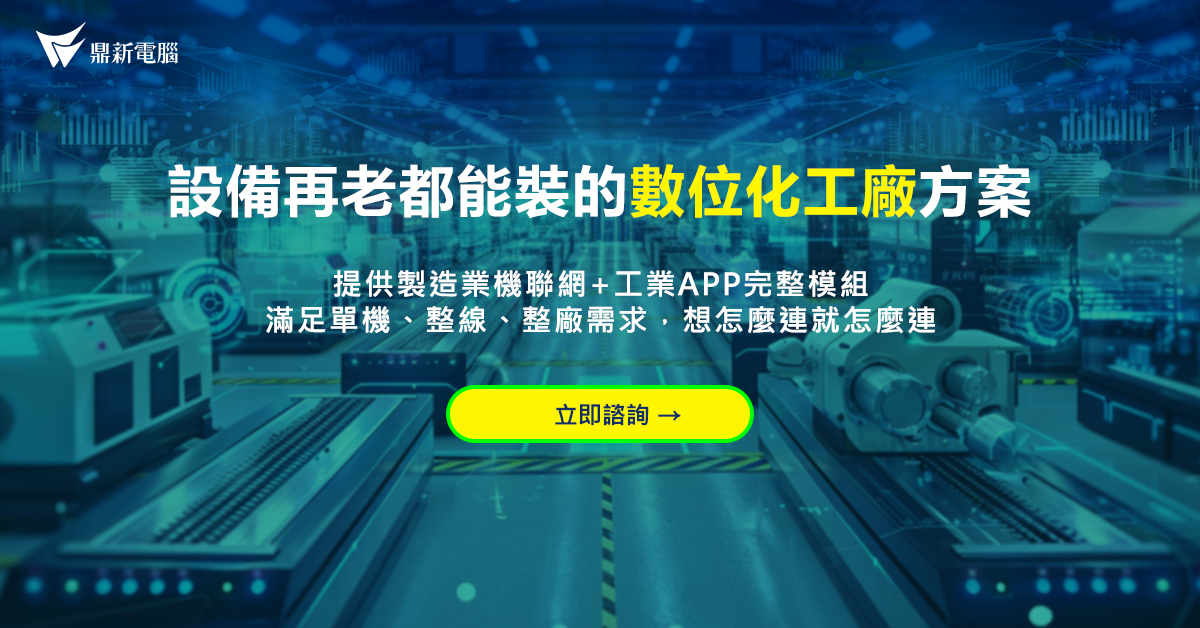 鼎新電腦
設備再老都能裝的數位化工廠方案
提供製造業機聯網+工業APP完整模組
滿足單機、整線、整廠需求，想怎麼連就怎麼連
立即諮詢 →